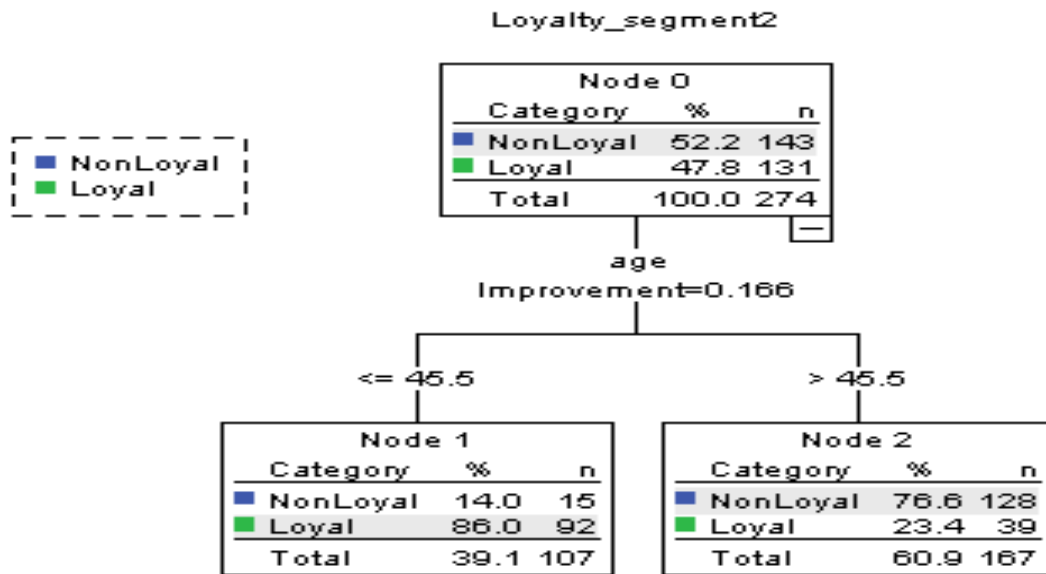 Loyalty_segment2
NonLoyal
Loyal
Node 0
Category % n
NonLoyal 52.2 143
Loyal 47.8 131
Total 100.0 274
age
Improvement=0.166
<= 45.5
> 45.5
Node 1
Category % n
NonLoyal 14.0 15
Loyal 86.0 92
Total 39.1 107
Node 2
Category % n
NonLoyal 76.6 128
Loyal 23.4 39
Total 60.9 167